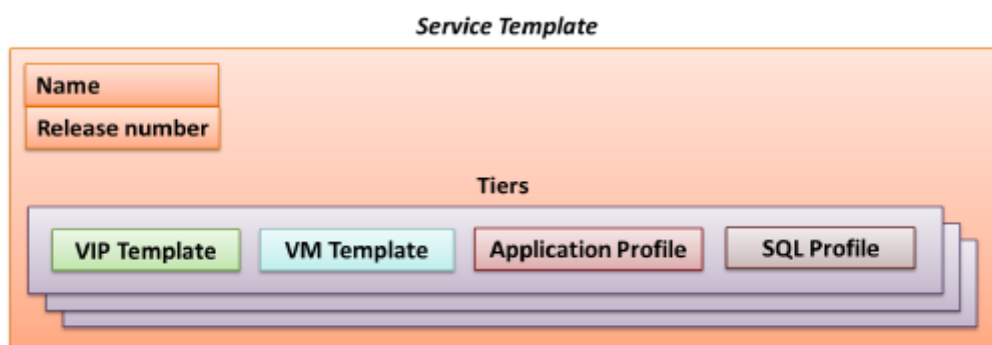 Service Template
Name
Release number
Tiers
VIP Template
VM Template
Application Profile
SQL Profile